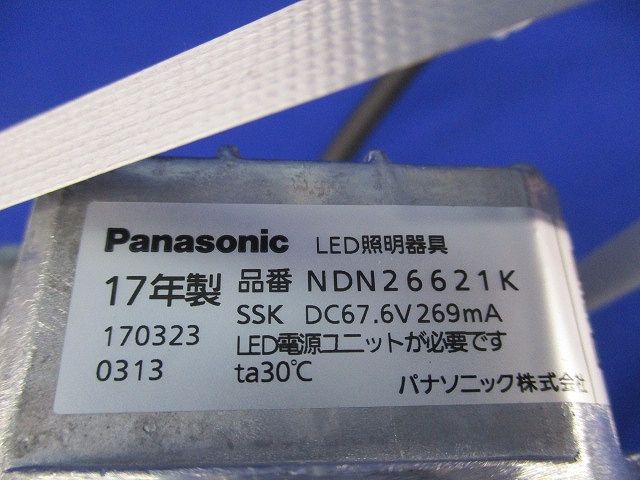 Panasonic LED照明器具
17年製 品番 NDN26621K
SSK DC67.6V269mA
170323 LED電源ユニットが必要です
0313 ta30℃ パナソニック株式会社